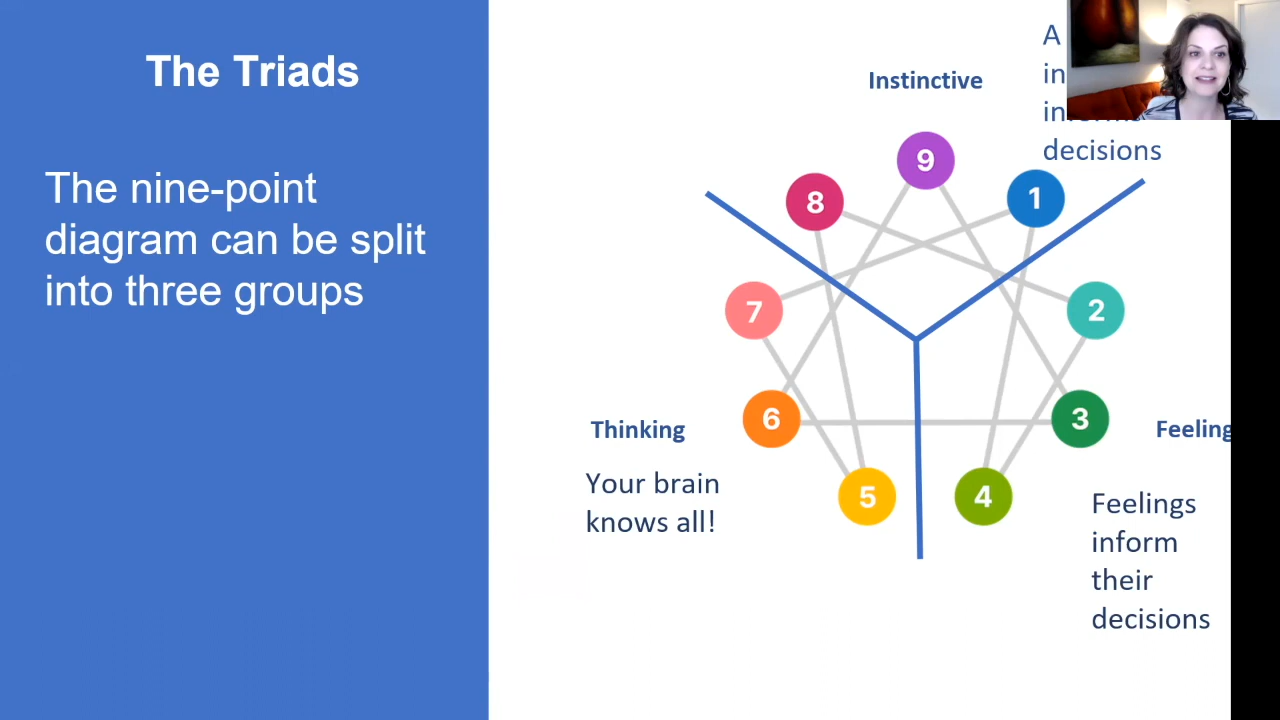 The Triads
The nine-point
diagram can be split
into three groups
Instinctive
A
in
decisions
9
8
1
7
2
6
3
5
4
Thinking
Your brain
knows all!
Feeling
Feelings
inform
their
decisions